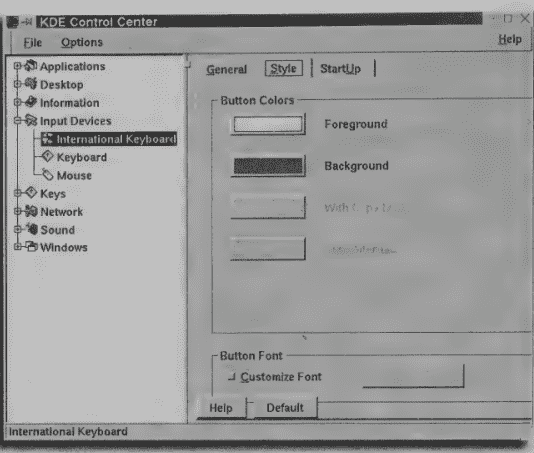 KDE Control Center
File Options Help
Applications
Desktop
Information
Input Devices
International Keyboard
Keyboard
Mouse
Keys
Network
Sound
Windows
General Style StartUp
Button Colors
Foreground
Background
With
Button Font
Customize Font
Help Default
International Keyboard